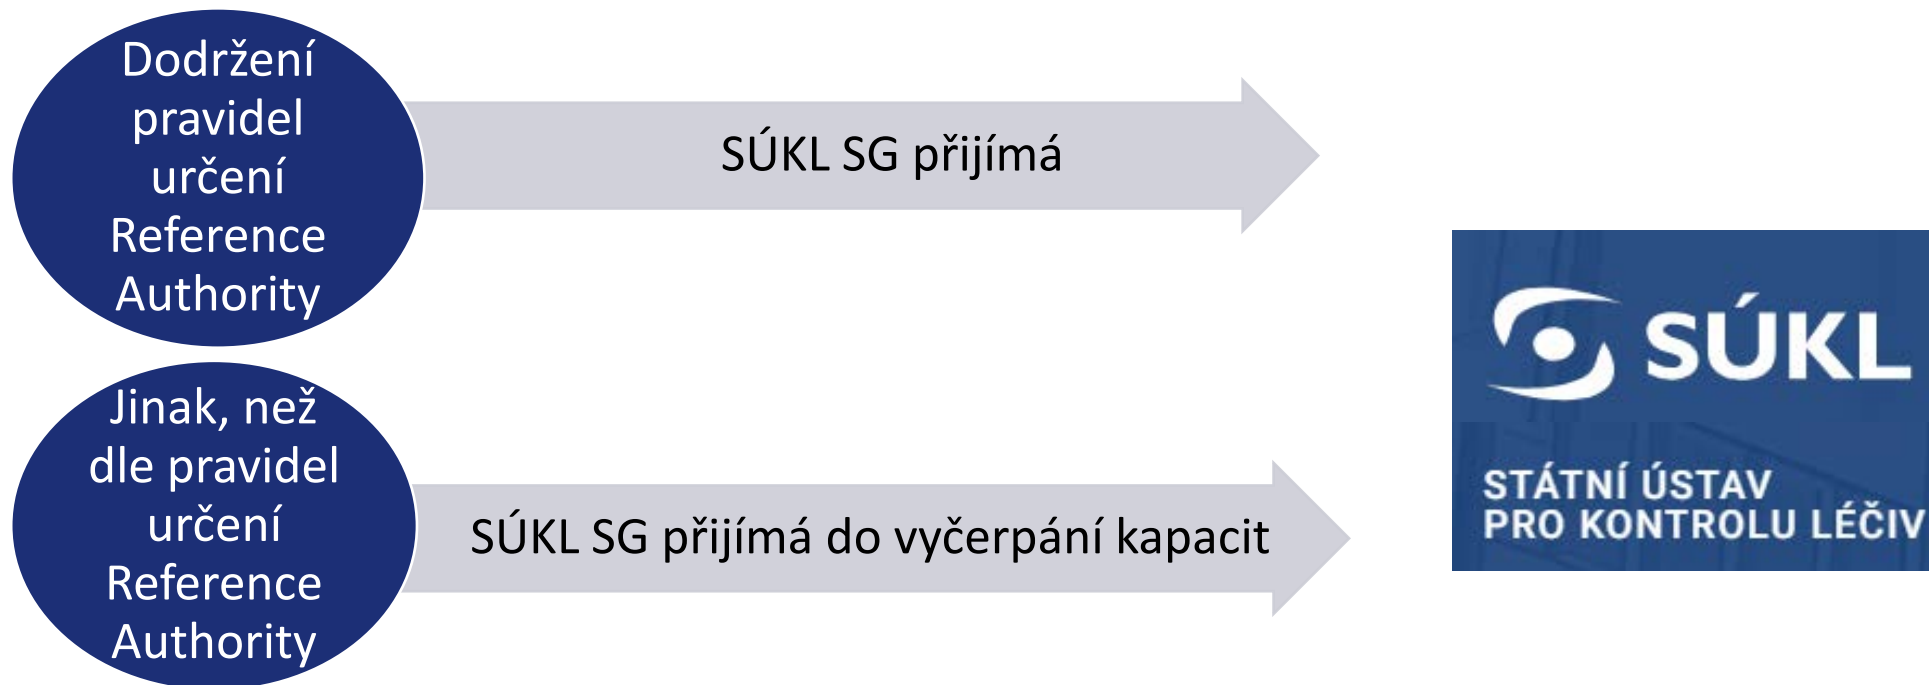 Dodržení
pravidel
určení
Reference
Authority
SÚKL SG přijímá
Jinak, než
dle pravidel
určení
Reference
Authority
SÚKL SG přijímá do vyčerpání kapacit
SÚKL
STÁTNÍ ÚSTAV
PRO KONTROLU LÉČIV